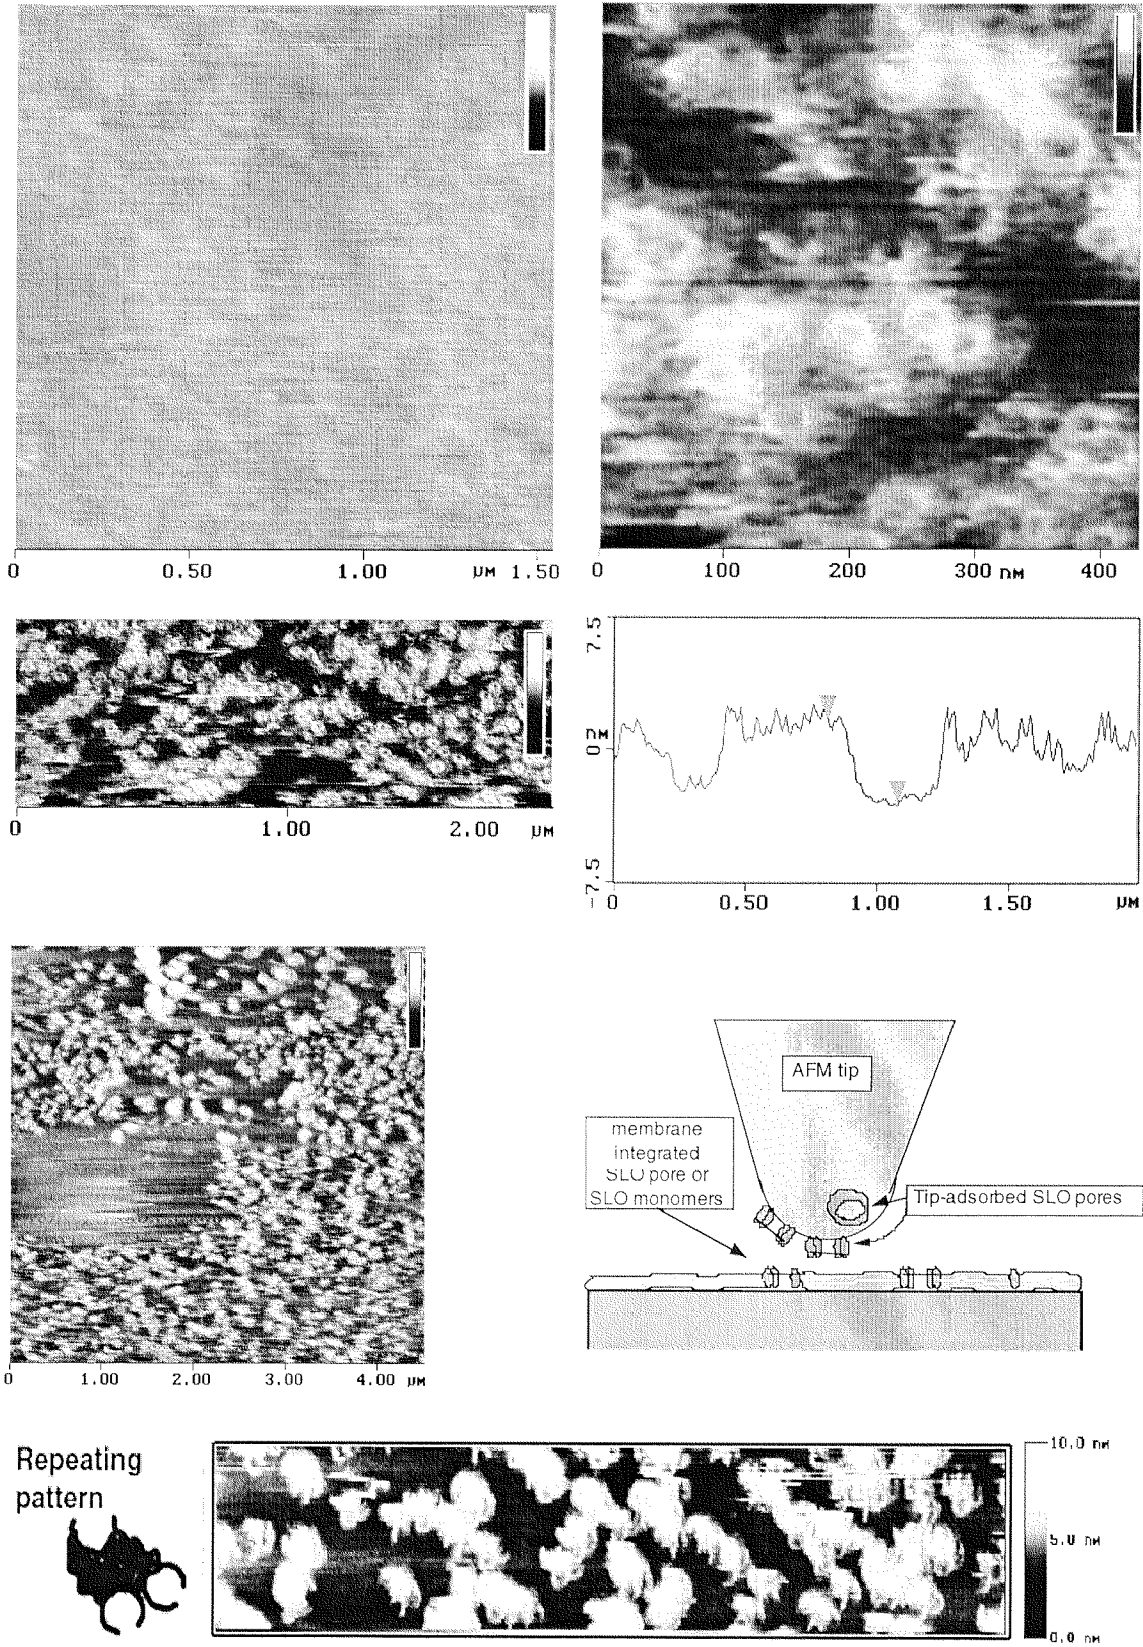 0 0.50 1.00 µM 1.50
0 100 200 300 nM 400
0 1.00 2.00 µM
7.5
0 nM
-7.5
0 0.50 1.00 1.50 µM
0 1.00 2.00 3.00 4.00 µM
AFM tip
membrane
integrated
SLO pore or
SLO monomers
Tip-adsorbed SLO pores
Repeating
pattern
10.0 nM
5.0 nM
0.0 nM